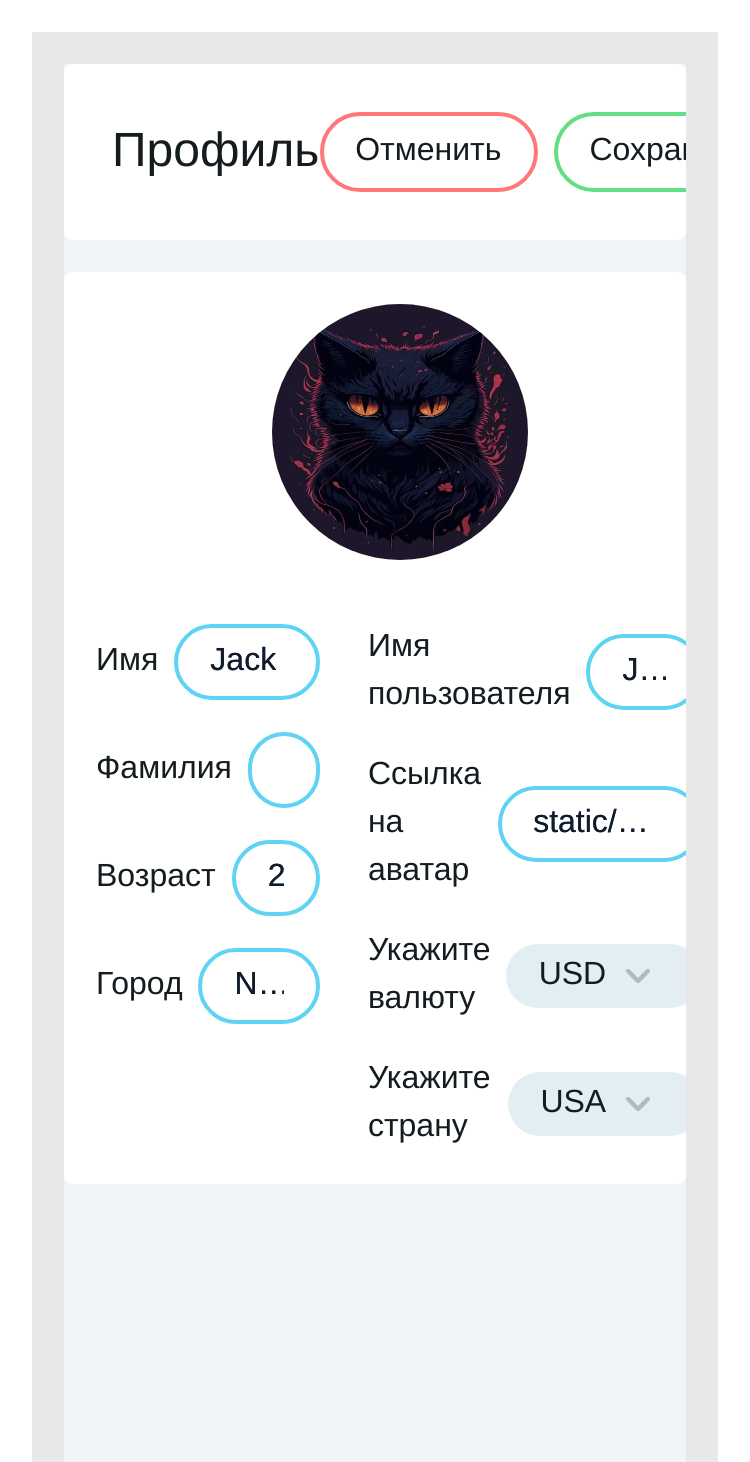 Профиль Отменить Сохра
Имя Jack
Фамилия
Возраст 2
Город N...
Имя
пользователя J...
Ссылка
на static/...
аватар
Укажите
валюту USD
Укажите
страну USA